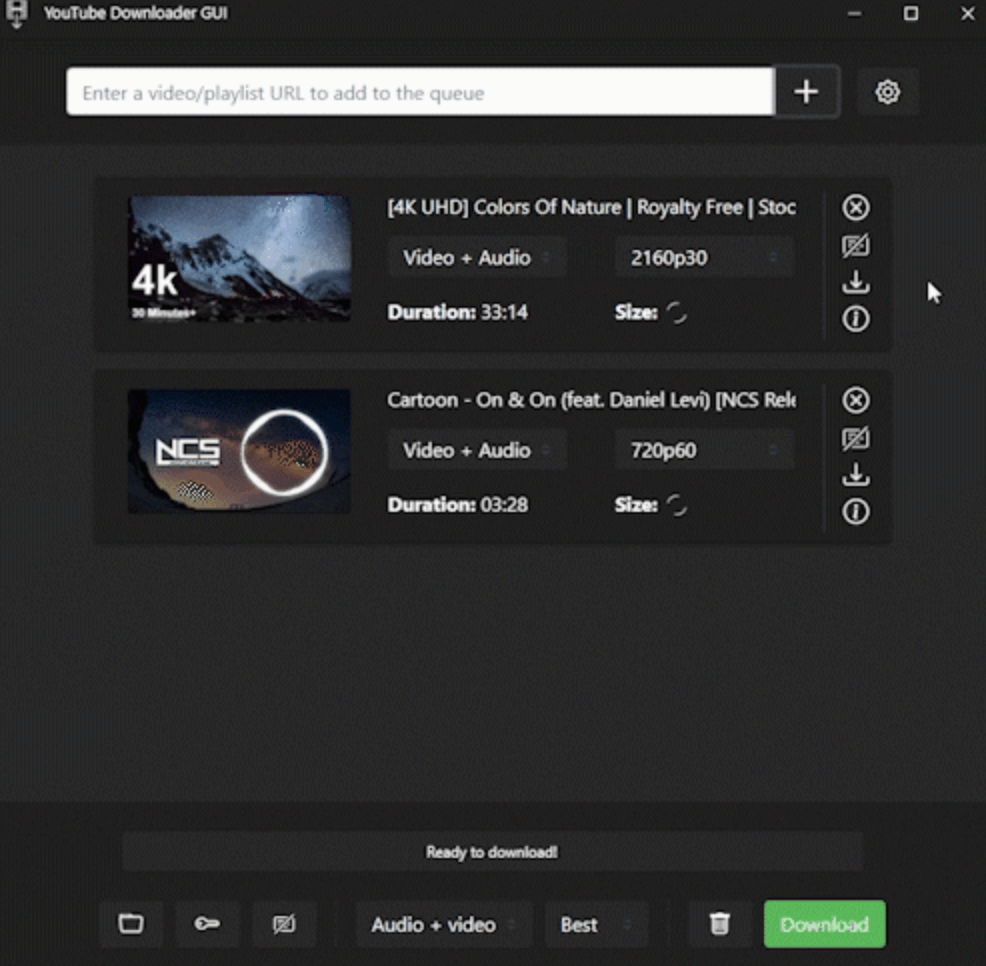 YouTube Downloader GUI
Enter a video/playlist URL to add to the queue
[4K UHD] Colors Of Nature | Royalty Free | Stoc
4k
30 Minutes+
Video + Audio
2160p30
Duration: 33:14
Size:
Cartoon - On & On (feat. Daniel Levi) [NCS Rele
NCS
Video + Audio
720p60
Duration: 03:28
Size:
Ready to download!
Audio + video
Best
Download